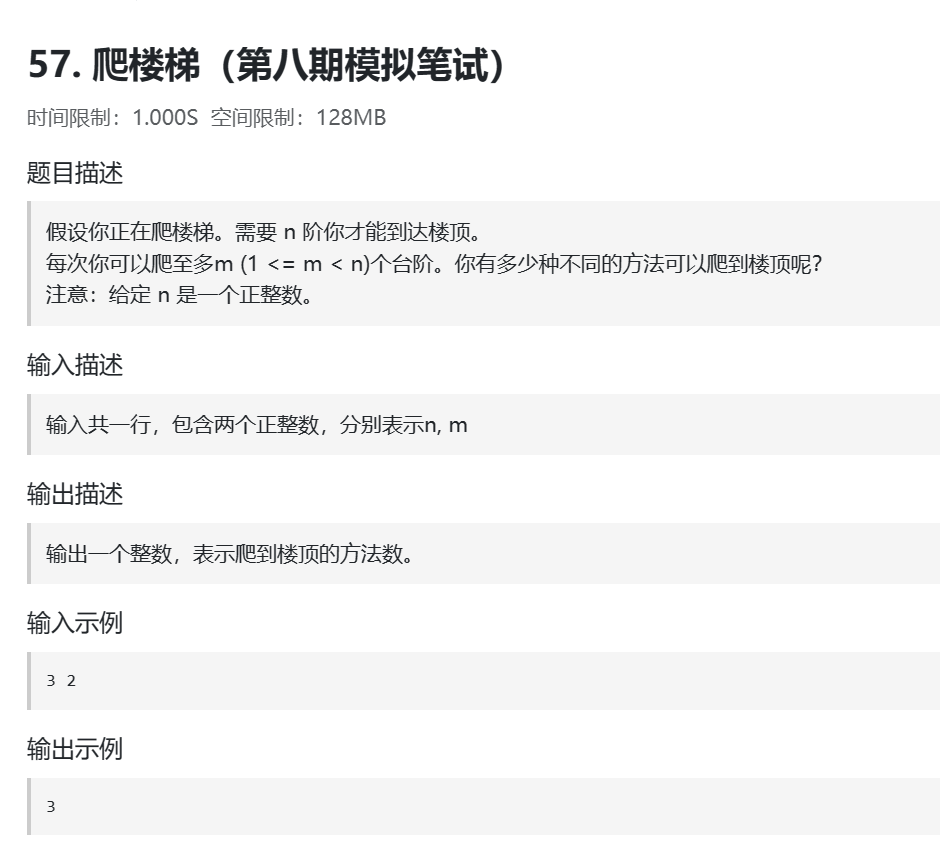 57. 爬楼梯（第八期模拟笔试）
时间限制：1.000S 空间限制：128MB
题目描述
假设你正在爬楼梯。需要 n 阶你才能到达楼顶。
每次你可以爬至多m (1 <= m < n)个台阶。你有多少种不同的方法可以爬到楼顶呢？
注意：给定 n 是一个正整数。
输入描述
输入共一行，包含两个正整数，分别表示n, m
输出描述
输出一个整数，表示爬到楼顶的方法数。
输入示例
3 2
输出示例
3